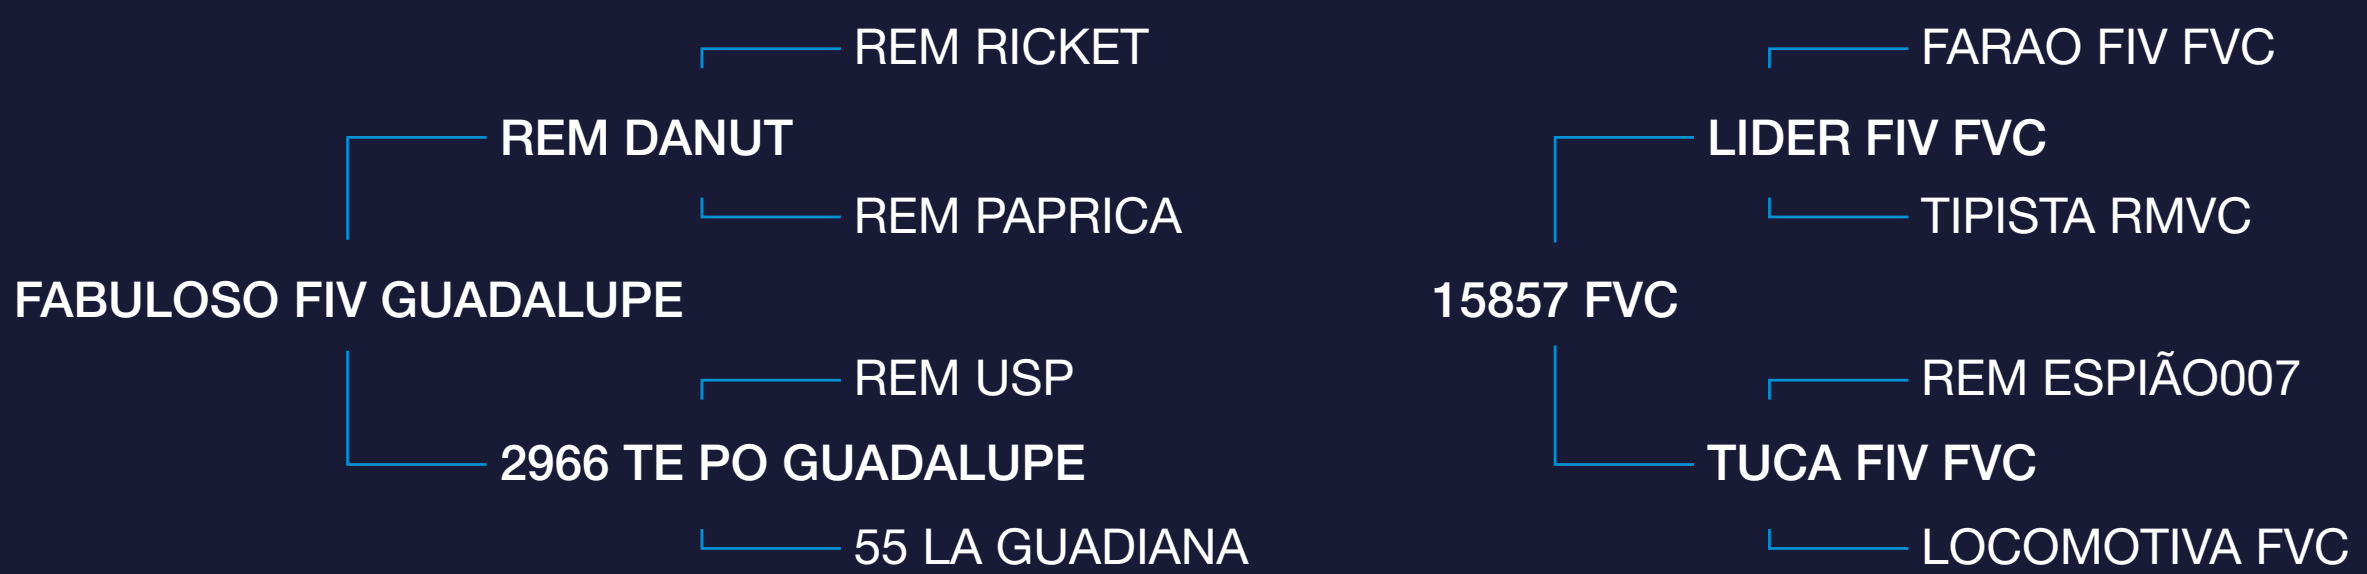 REM RICKET
REM DANUT
REM PAPRICA
FABULOSO FIV GUADALUPE
REM USP
2966 TE PO GUADALUPE
55 LA GUADIANA
FARAO FIV FVC
LIDER FIV FVC
TIPISTA RMVC
15857 FVC
REM ESPIÃO007
TUCA FIV FVC
LOCOMOTIVA FVC